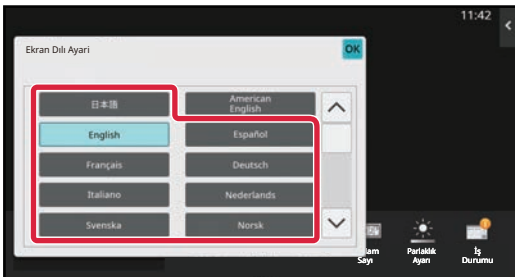 11:42
Ekran Dılı Ayari
OK
日本語
American
English
English
Español
Français
Deutsch
Italiano
Nederlands
Svenska
Norsk
lam
Sayı
Parlaklık
Ayarı
İş
Durumu